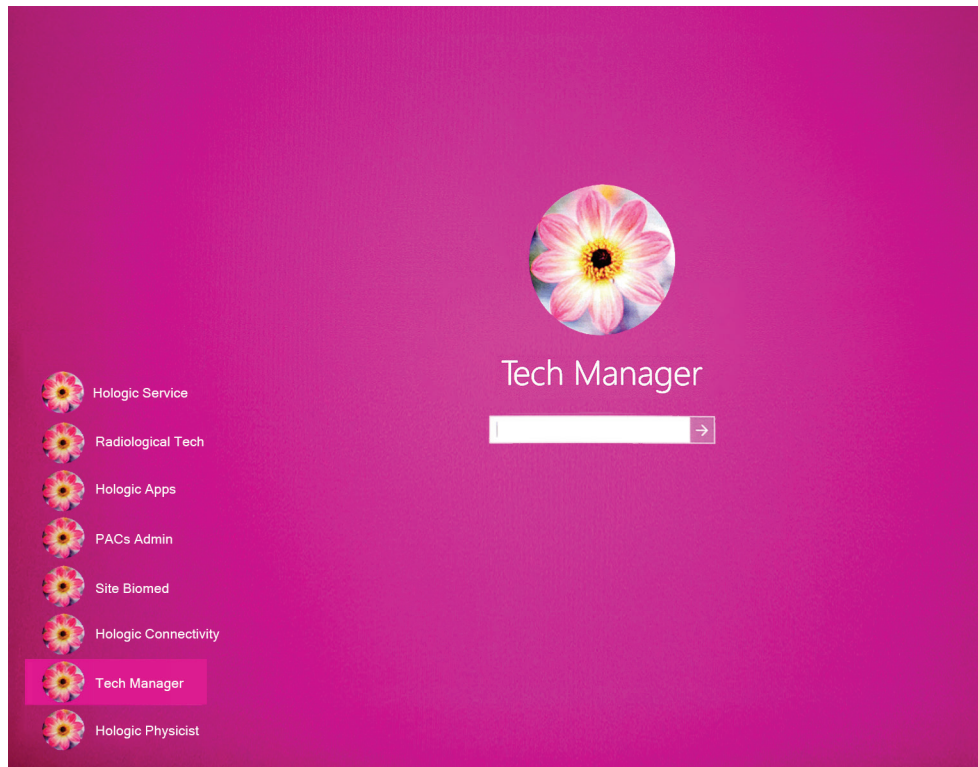 Tech Manager
Hologic Service
Radiological Tech
Hologic Apps
PACs Admin
Site Biomed
Hologic Connectivity
Tech Manager
Hologic Physicist